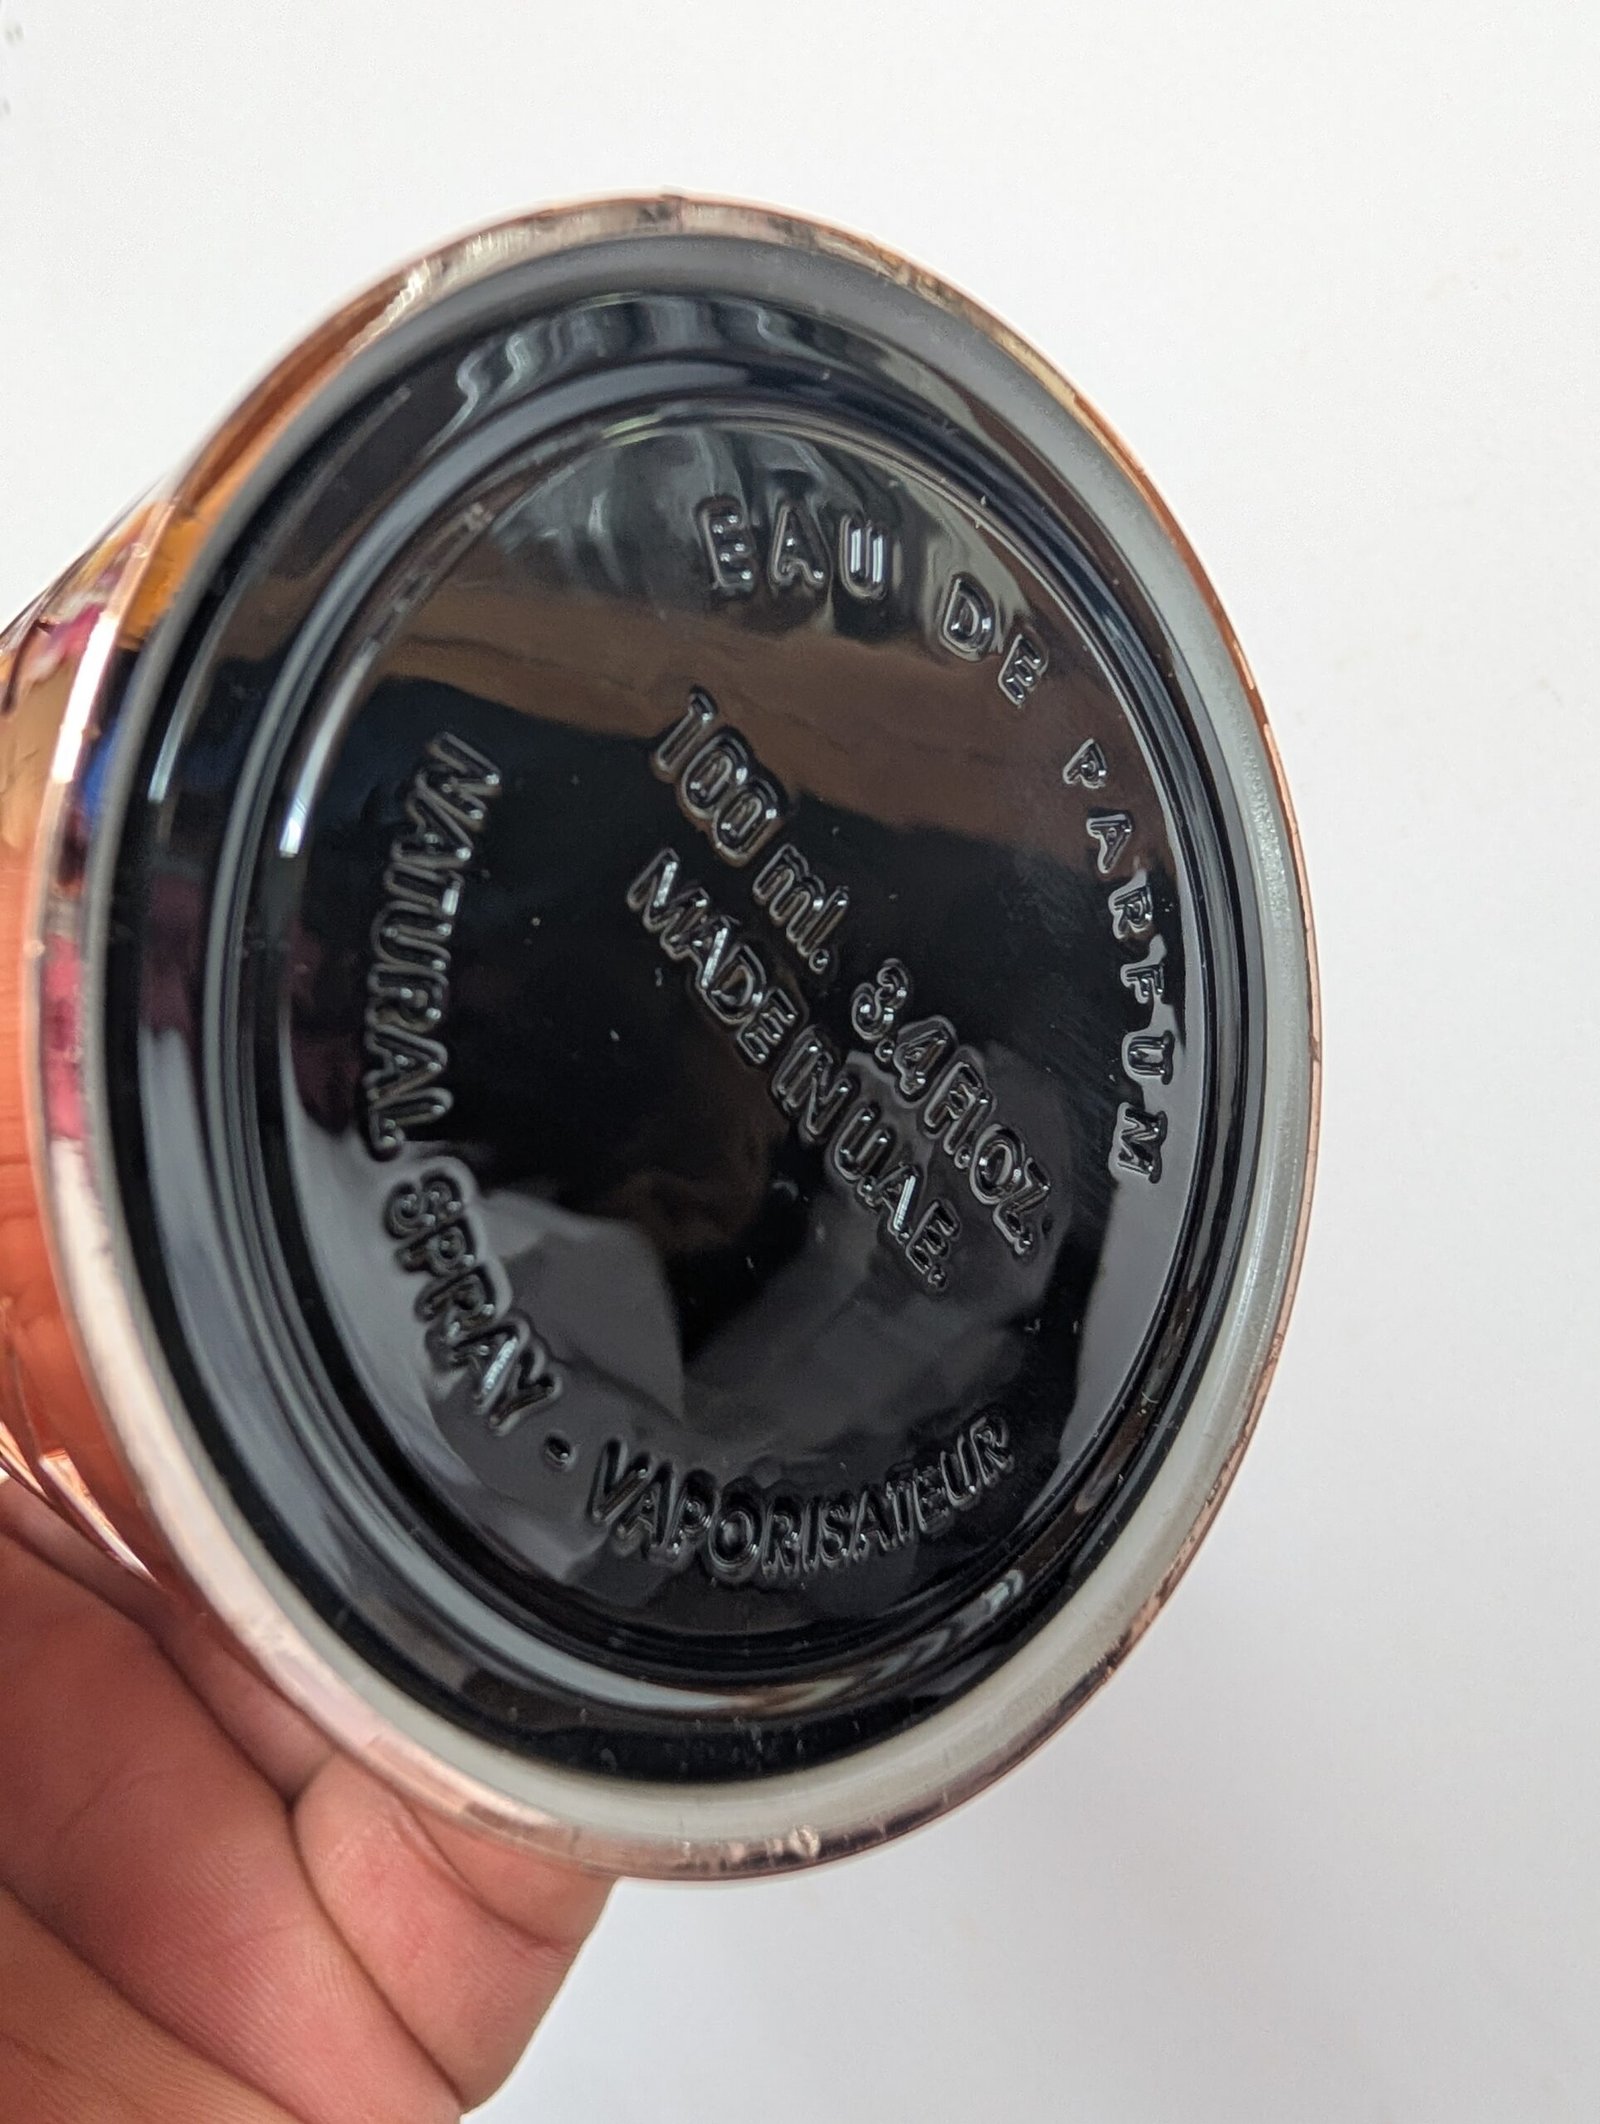 EAU DE PARFUM
100 ml. 3.4 Fl.OZ.
MADE IN U.A.E.
NATURAL SPRAY - VAPORISATEUR